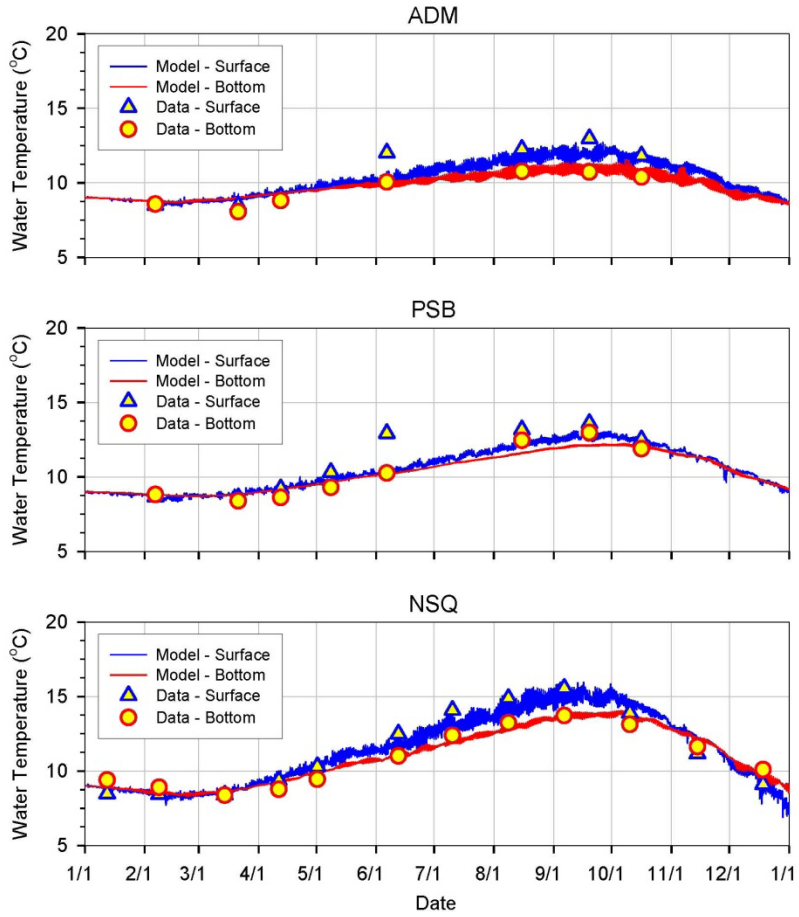 ADM
Water Temperature (°C)
20
15
10
5
Model - Surface
Model - Bottom
Data - Surface
Data - Bottom
PSB
Water Temperature (°C)
20
15
10
5
Model - Surface
Model - Bottom
Data - Surface
Data - Bottom
NSQ
Water Temperature (°C)
20
15
10
5
Model - Surface
Model - Bottom
Data - Surface
Data - Bottom
1/1 2/1 3/1 4/1 5/1 6/1 7/1 8/1 9/1 10/1 11/1 12/1 1/1
Date